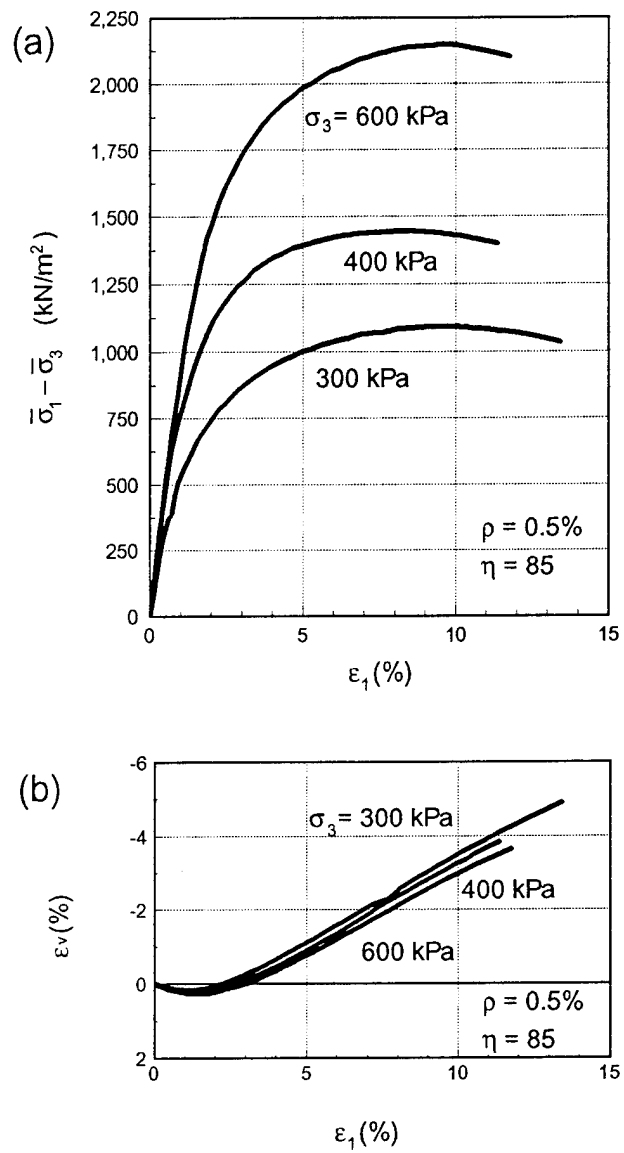 (a)
2,250
2,000
1,750
1,500
1,250
1,000
750
500
250
0
σ̅₁ – σ̅₃ (kN/m²)
σ₃= 600 kPa
400 kPa
300 kPa
ρ = 0.5%
η = 85
0 5 10 15
ε₁(%)
(b)
-6
-4
-2
0
2
εᵥ(%)
σ₃ = 300 kPa
400 kPa
600 kPa
ρ = 0.5%
η = 85
0 5 10 15
ε₁(%)